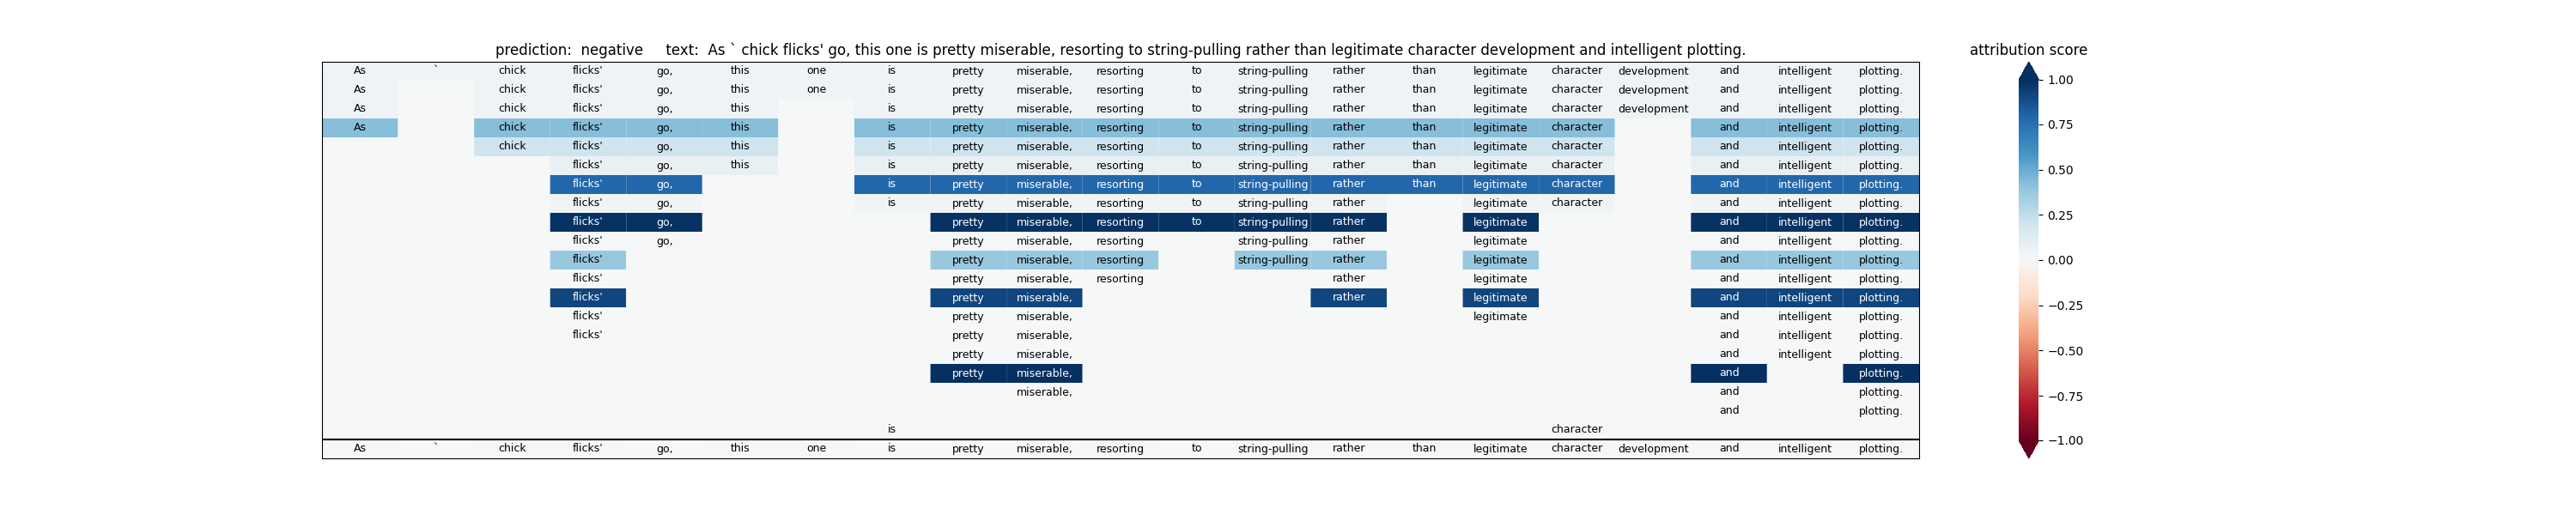 prediction:  negative     text:  As ` chick flicks' go, this one is pretty miserable, resorting to string-pulling rather than legitimate character development and intelligent plotting.     attribution score
As ` chick flicks' go, this one is pretty miserable, resorting to string-pulling rather than legitimate character development and intelligent plotting.
As chick flicks' go, this one is pretty miserable, resorting to string-pulling rather than legitimate character development and intelligent plotting.
As chick flicks' go, this is pretty miserable, resorting to string-pulling rather than legitimate character development and intelligent plotting.
As chick flicks' go, this is pretty miserable, resorting to string-pulling rather than legitimate character and intelligent plotting.
chick flicks' go, this is pretty miserable, resorting to string-pulling rather than legitimate character and intelligent plotting.
flicks' go, this is pretty miserable, resorting to string-pulling rather than legitimate character and intelligent plotting.
flicks' go, is pretty miserable, resorting to string-pulling rather than legitimate character and intelligent plotting.
flicks' go, is pretty miserable, resorting to string-pulling rather legitimate character and intelligent plotting.
flicks' go, pretty miserable, resorting to string-pulling rather legitimate and intelligent plotting.
flicks' go, pretty miserable, resorting string-pulling rather legitimate and intelligent plotting.
flicks' pretty miserable, resorting string-pulling rather legitimate and intelligent plotting.
flicks' pretty miserable, resorting rather legitimate and intelligent plotting.
flicks' pretty miserable, rather legitimate and intelligent plotting.
flicks' pretty miserable, legitimate and intelligent plotting.
flicks' pretty miserable, and intelligent plotting.
pretty miserable, and intelligent plotting.
pretty miserable, and plotting.
miserable, and plotting.
and plotting.
is character
As ` chick flicks' go, this one is pretty miserable, resorting to string-pulling rather than legitimate character development and intelligent plotting.
1.00
0.75
0.50
0.25
0.00
−0.25
−0.50
−0.75
−1.00